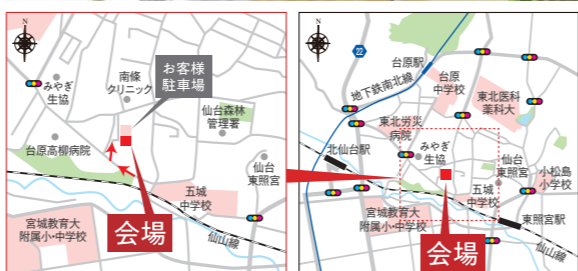 N
お客様
駐車場
みやぎ
生協
南條
クリニック
仙台森林
管理署
台原高柳病院
仙台
東照宮
五城
中学校
宮城教育大
附属小・中学校
会場
仙山線
N
22
台原駅
地下鉄南北線
台原
中学校
東北医科
薬科大
東北労災
病院
北仙台駅
みやぎ
生協
仙台
東照宮
小松島
小学校
五城
中学校
宮城教育大
附属小・中学校
東照宮駅
会場
仙山線